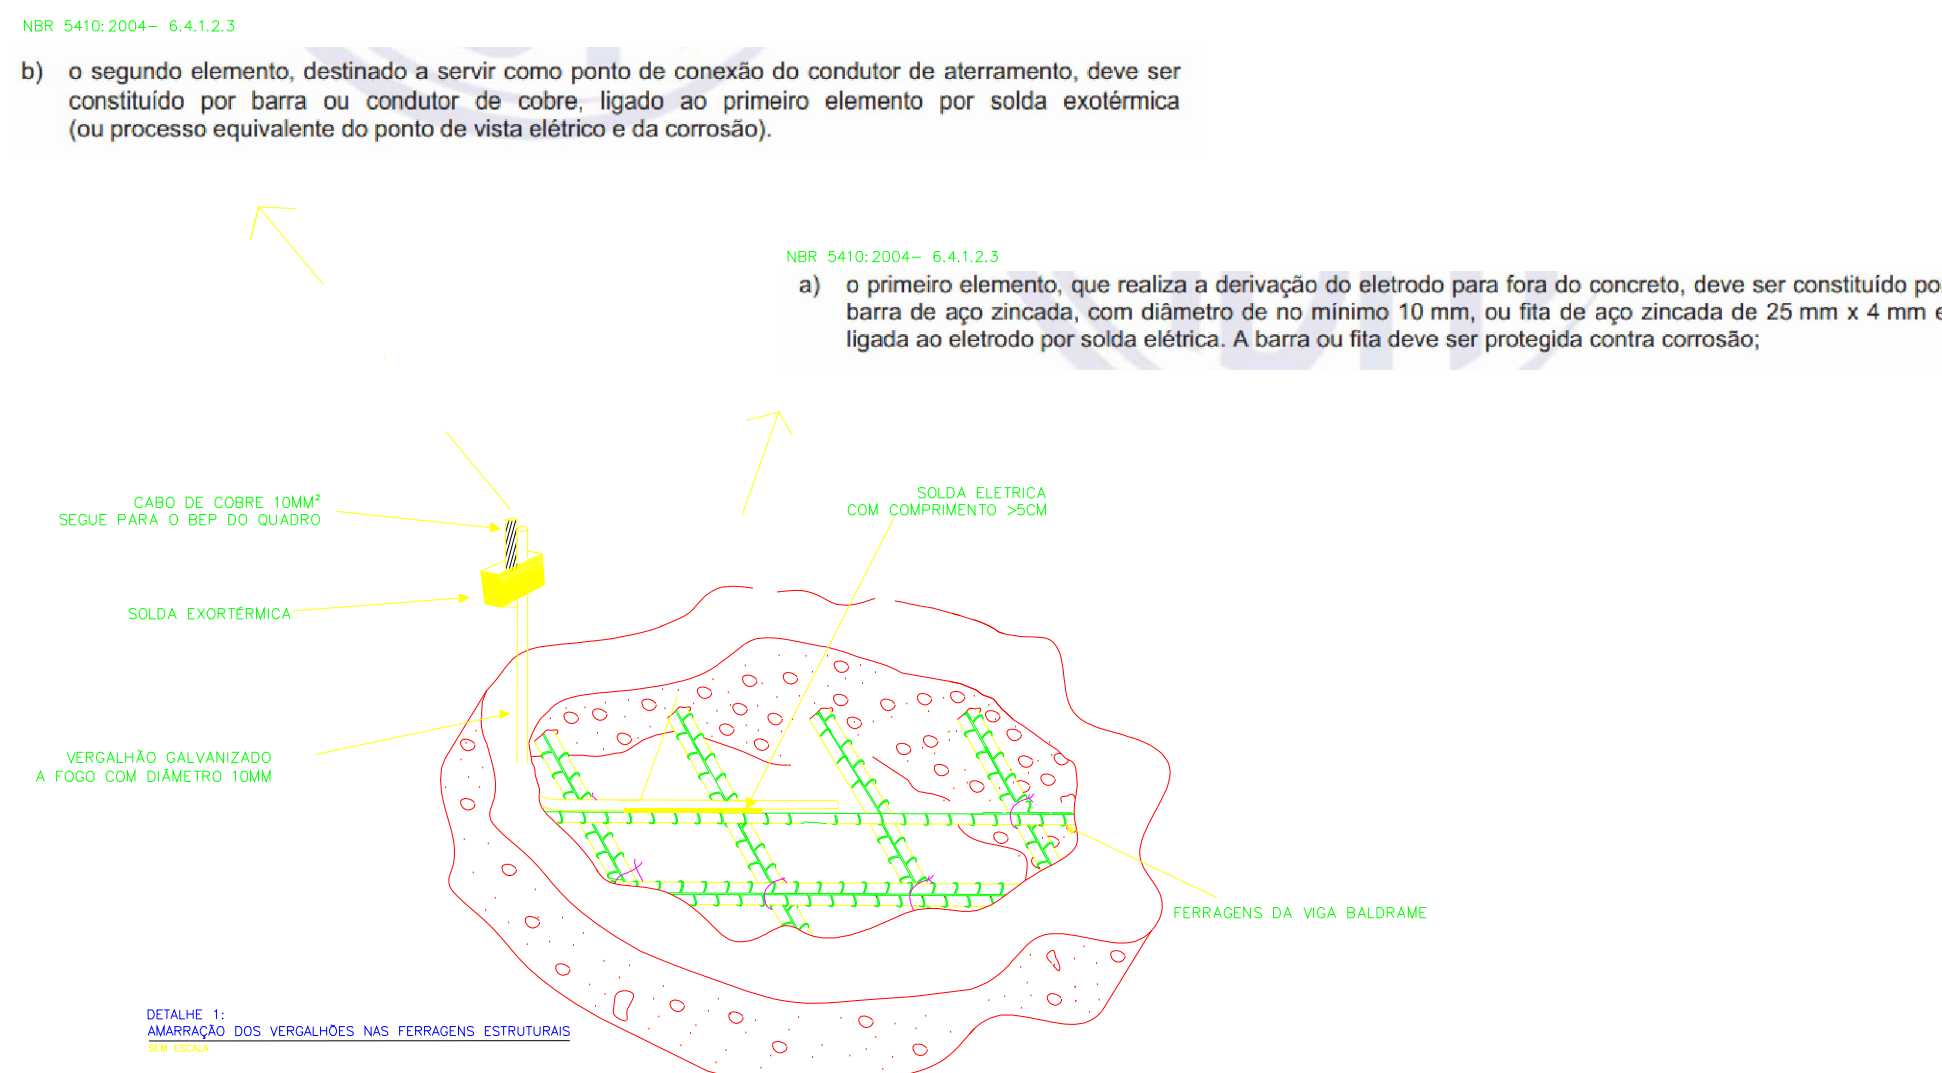 NBR 5410:2004- 6.4.1.2.3
b) o segundo elemento, destinado a servir como ponto de conexão do condutor de aterramento, deve ser
constituído por barra ou condutor de cobre, ligado ao primeiro elemento por solda exotérmica
(ou processo equivalente do ponto de vista elétrico e da corrosão).
NBR 5410:2004- 6.4.1.2.3
a) o primeiro elemento, que realiza a derivação do eletrodo para fora do concreto, deve ser constituído po
barra de aço zincada, com diâmetro de no mínimo 10 mm, ou fita de aço zincada de 25 mm x 4 mm e
ligada ao eletrodo por solda elétrica. A barra ou fita deve ser protegida contra corrosão;
CABO DE COBRE 10MM²
SEGUE PARA O BEP DO QUADRO
SOLDA ELETRICA
COM COMPRIMENTO >5CM
SOLDA EXORTÉRMICA
VERGALHÃO GALVANIZADO
A FOGO COM DIÂMETRO 10MM
FERRAGENS DA VIGA BALDRAME
DETALHE 1:
AMARRAÇÃO DOS VERGALHÕES NAS FERRAGENS ESTRUTURAIS
SEM ESCALA